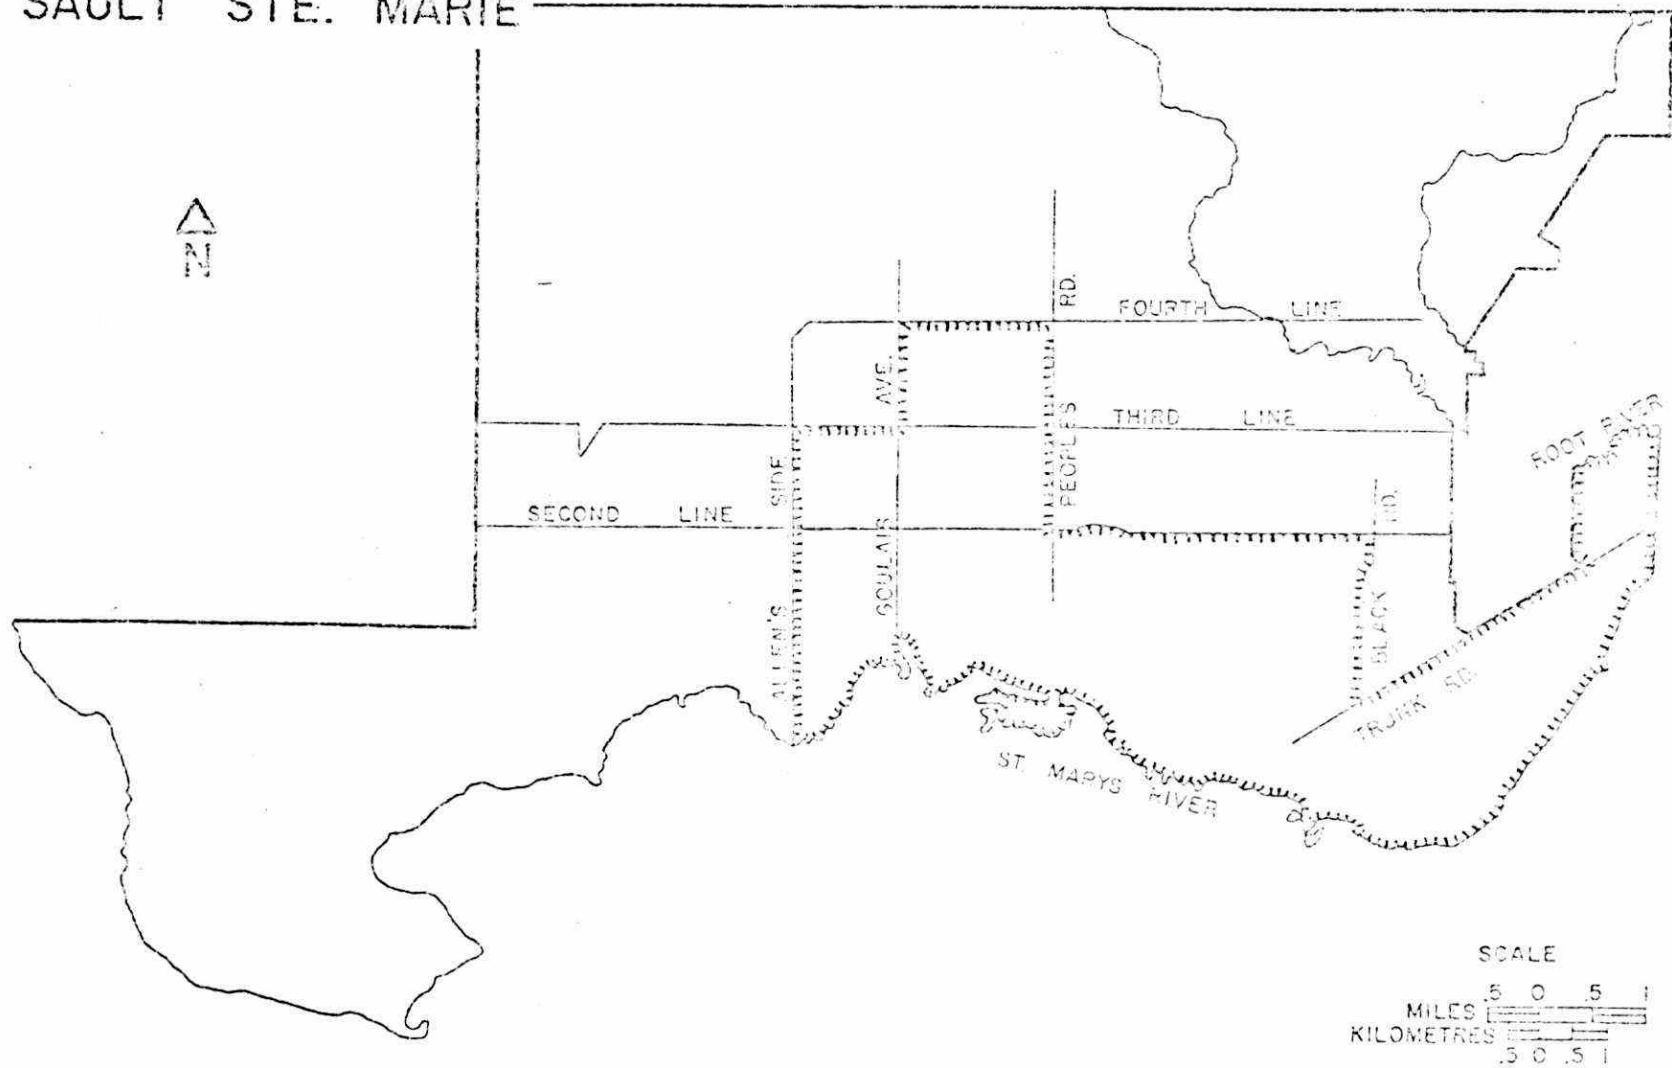 SAULT STE. MARIE
N
RD.
FOURTH LINE
AVE.
PEOPLES
THIRD LINE
ROOT RIVER
SIDE
SECOND LINE
GOULAIR
RD.
ALLEN'S
BLACK
TRUNK RD.
ST. MARYS RIVER
SCALE
.5 0 .5 1
MILES
KILOMETRES
.5 0 .5 1